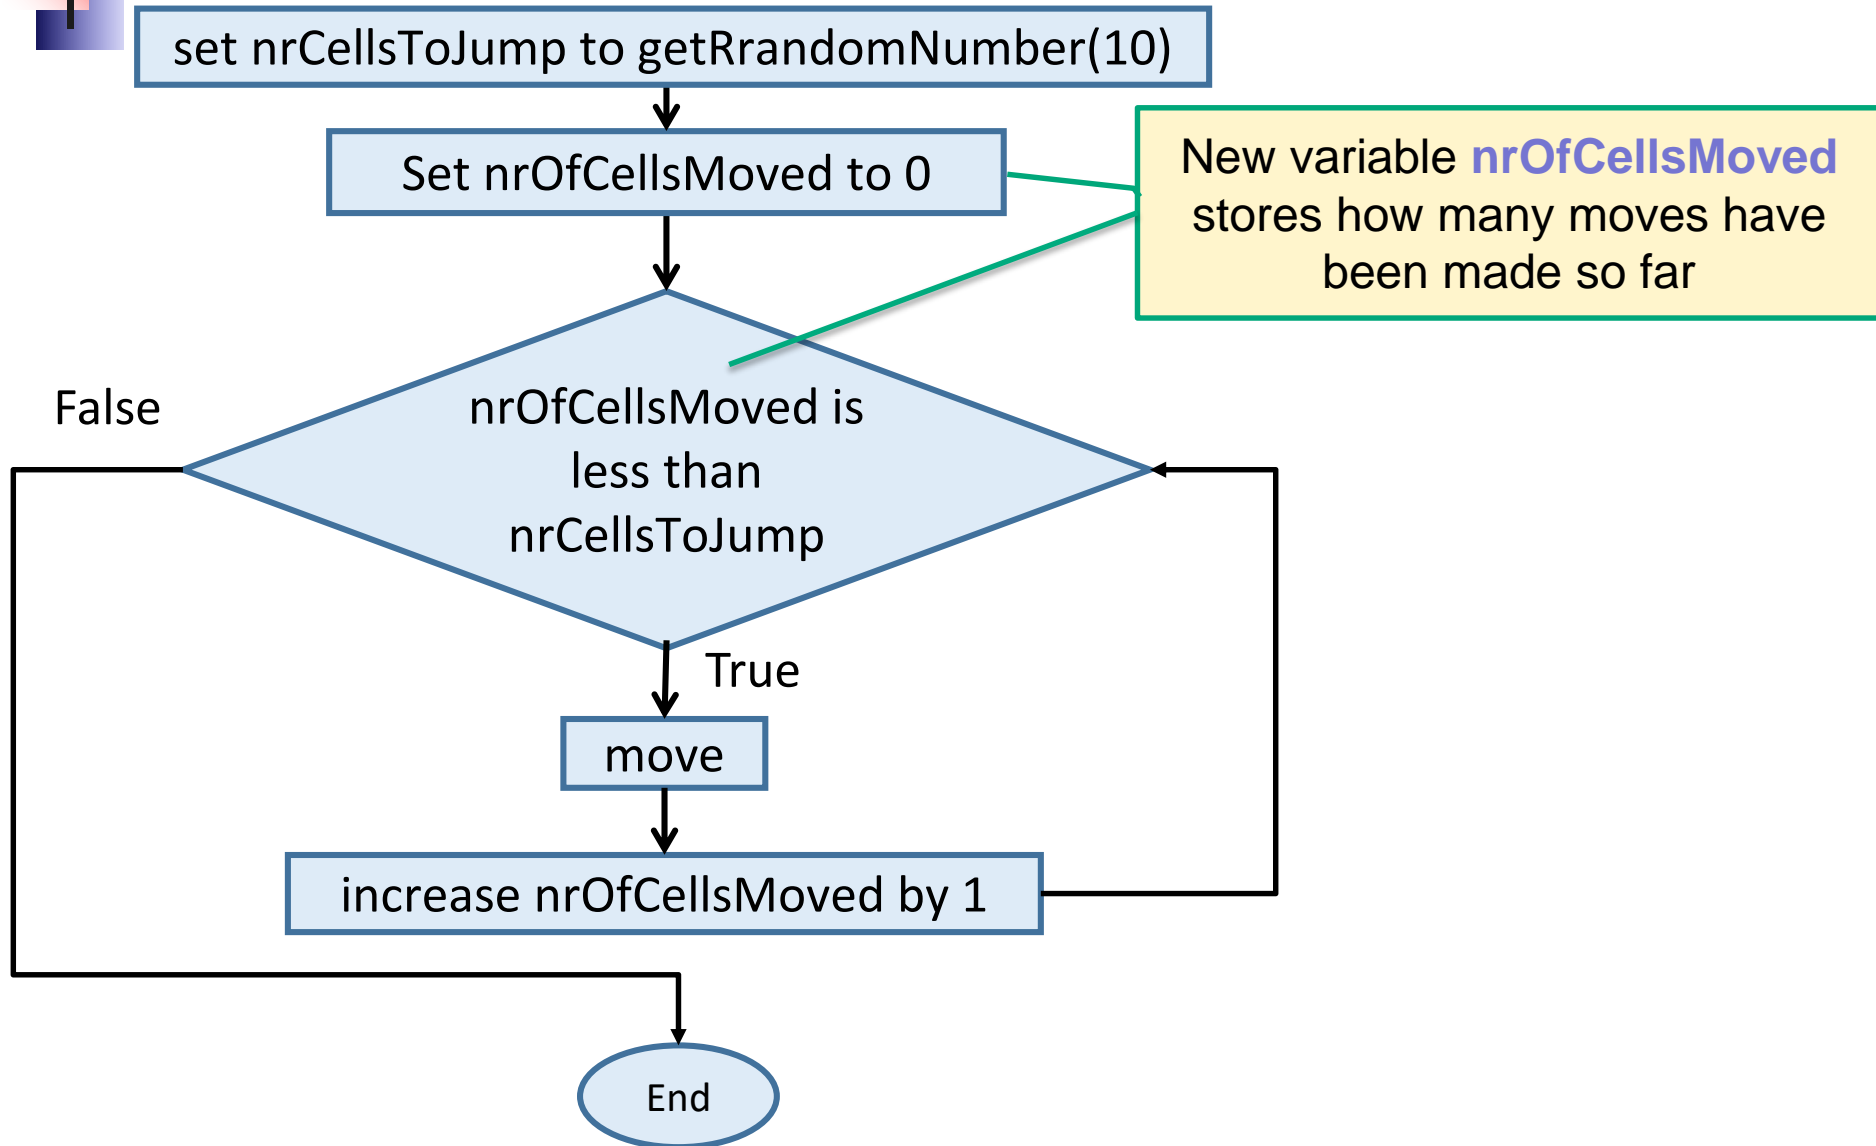 set nrCellsToJump to getRrandomNumber(10)
Set nrOfCellsMoved to 0
New variable nrOfCellsMoved
stores how many moves have
been made so far
False
nrOfCellsMoved is
less than
nrCellsToJump
True
move
increase nrOfCellsMoved by 1
End